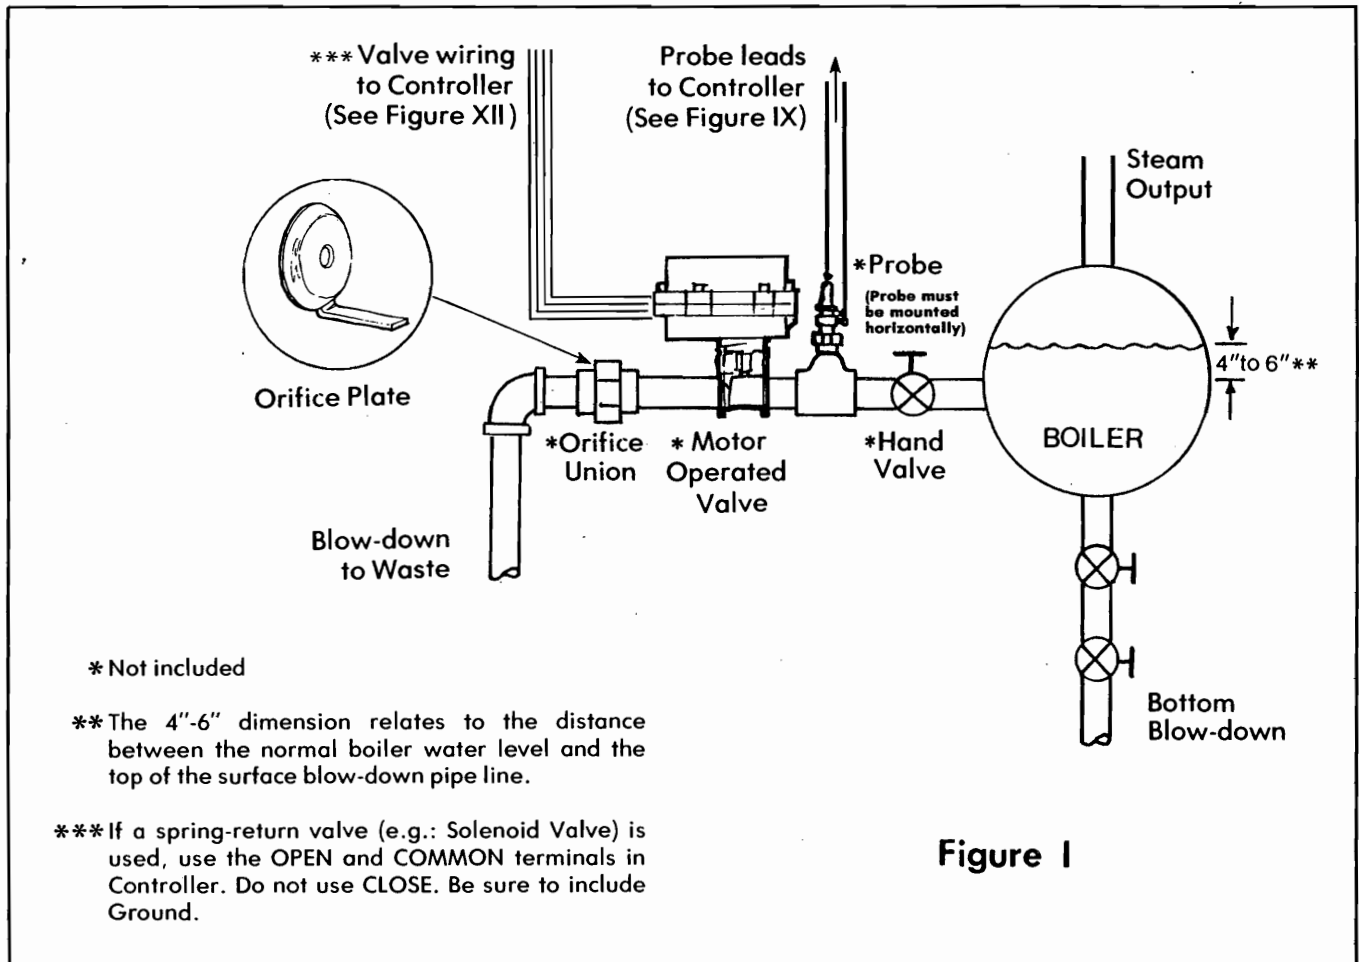 ***Valve wiring
to Controller
(See Figure XII)
Probe leads
to Controller
(See Figure IX)
Steam
Output
*Probe
(Probe must
be mounted
horizontally)
4"to 6"**
Orifice Plate
*Orifice
Union
* Motor
Operated
Valve
*Hand
Valve
BOILER
Blow-down
to Waste
Bottom
Blow-down
* Not included
** The 4"-6" dimension relates to the distance
between the normal boiler water level and the
top of the surface blow-down pipe line.
*** If a spring-return valve (e.g.: Solenoid Valve) is
used, use the OPEN and COMMON terminals in
Controller. Do not use CLOSE. Be sure to include
Ground.
Figure I